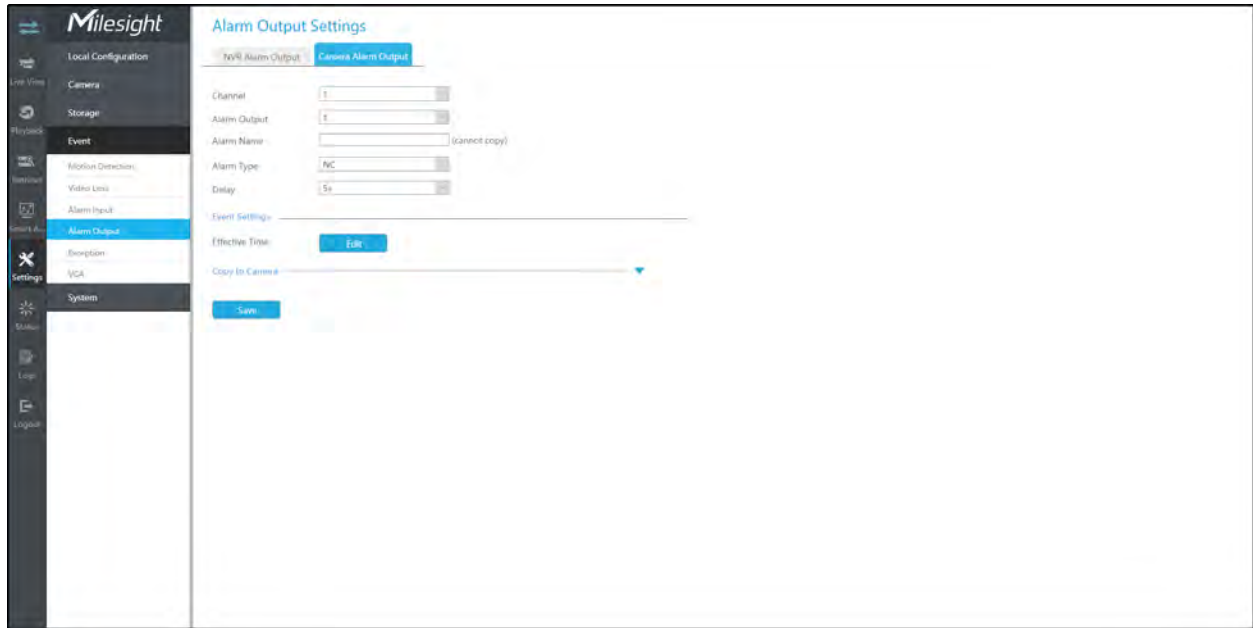 Milesight
Local Configuration
Camera
Storage
Event
Motion Detection
Video Loss
Alarm Input
Alarm Output
Exception
VCA
System
Live View
Playback
Settings
Status
Logs
Logout
Alarm Output Settings
NVR Alarm Output Camera Alarm Output
Channel 1
Alarm Output 1
Alarm Name (cannot copy)
Alarm Type NC
Delay 5s
Event Settings
Effective Time Edit
Copy to Camera
Save